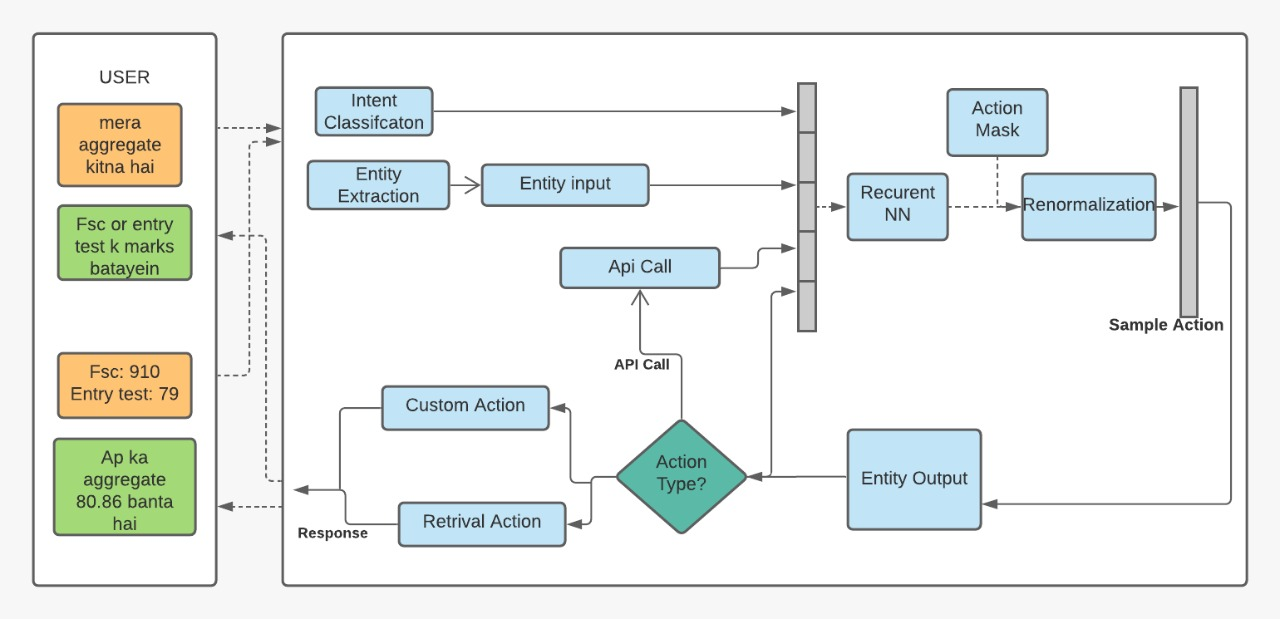 USER
mera
aggregate
kitna hai
Fsc or entry
test k marks
batayein
Fsc: 910
Entry test: 79
Ap ka
aggregate
80.86 banta
hai
Intent
Classifcaton
Entity
Extraction
Entity input
Api Call
API Call
Custom Action
Retrival Action
Response
Action
Type?
Recurent
NN
Action
Mask
Renormalization
Sample Action
Entity Output